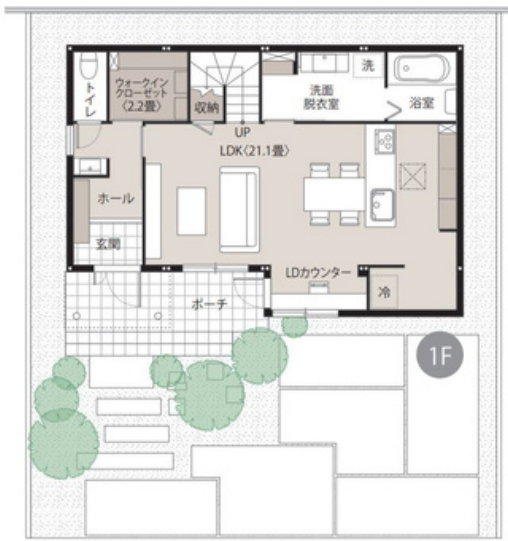 トイレ
ウォークイン
クローゼット
〈2.2畳〉
収納
洗面
脱衣室
洗
浴室
UP
LDK〈21.1畳〉
ホール
玄関
ポーチ
LDカウンター
冷
1F